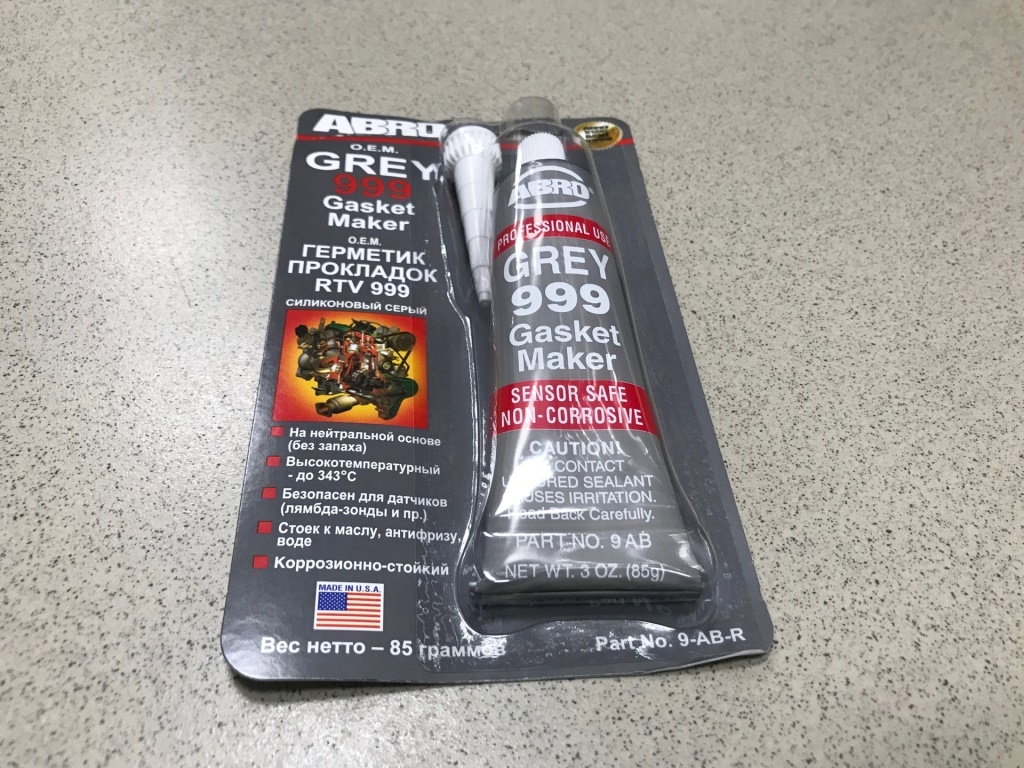 ABRO
O.E.M.
GREY
999
Gasket
Maker
O.E.M.
ГЕРМЕТИК
ПРОКЛАДОК
RTV 999
СИЛИКОНОВЫЙ СЕРЫЙ
На нейтральной основе
(без запаха)
Высокотемпературный
- до 343°C
Безопасен для датчиков
(лямбда-зонды и пр.)
Стоек к маслу, антифризу,
воде
Коррозионно-стойкий
MADE IN U.S.A.
Вес нетто – 85 граммов
Part No. 9-AB-R
ABRO®
PROFESSIONAL USE
GREY
999
Gasket
Maker
SENSOR SAFE
NON-CORROSIVE
CAUTION!
CONTACT
SEALANT
IRRITATION.
Read Back Carefully.
PART NO. 9 AB
NET WT. 3 OZ. (85g)